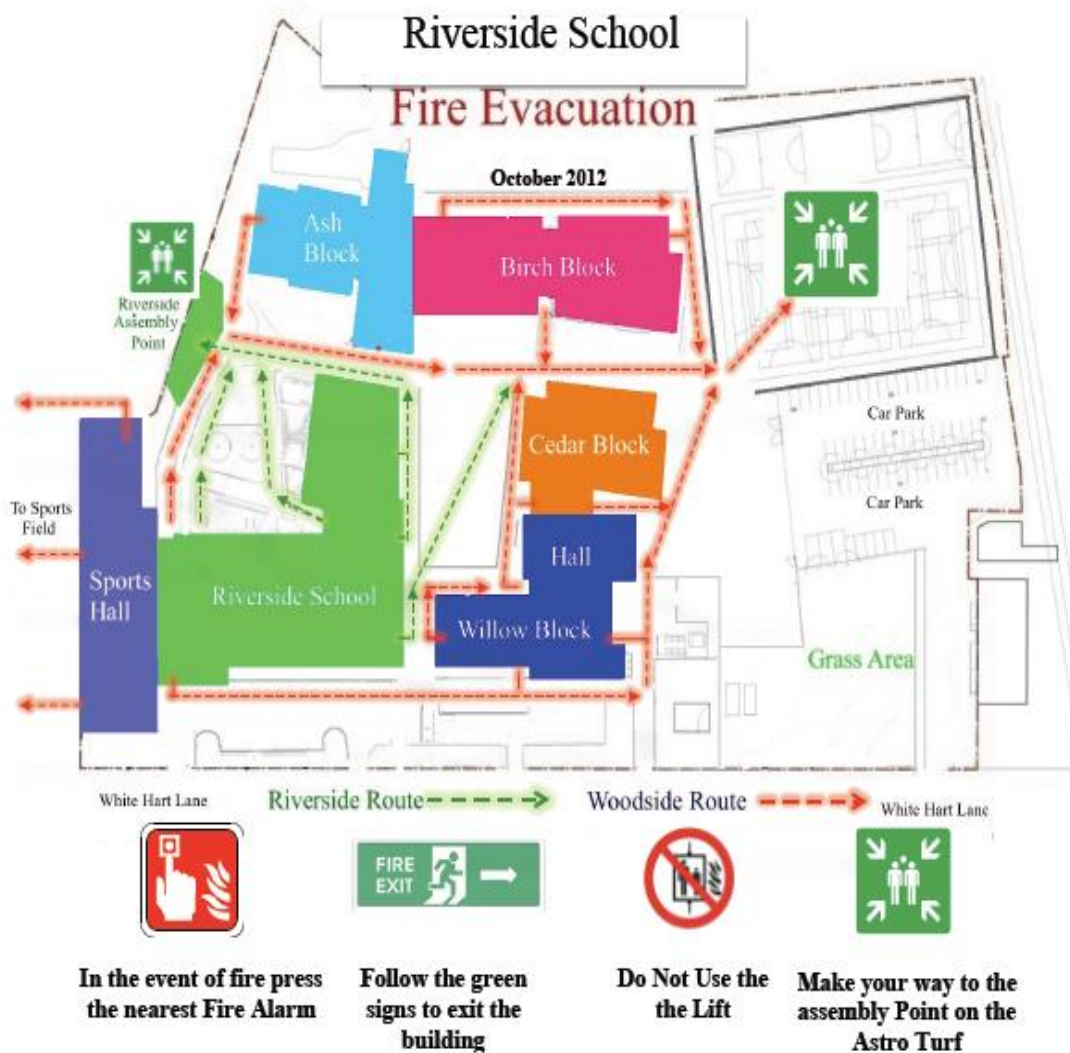 Riverside School
Fire Evacuation
October 2012
Ash
Block
Birch Block
Riverside
Assembly
Point
Cedar Block
Car Park
Car Park
To Sports
Field
Sports
Hall
Riverside School
Hall
Willow Block
Grass Area
White Hart Lane
Riverside Route
Woodside Route
White Hart Lane
FIRE
EXIT
In the event of fire press
the nearest Fire Alarm
Follow the green
signs to exit the
building
Do Not Use the
the Lift
Make your way to the
assembly Point on the
Astro Turf